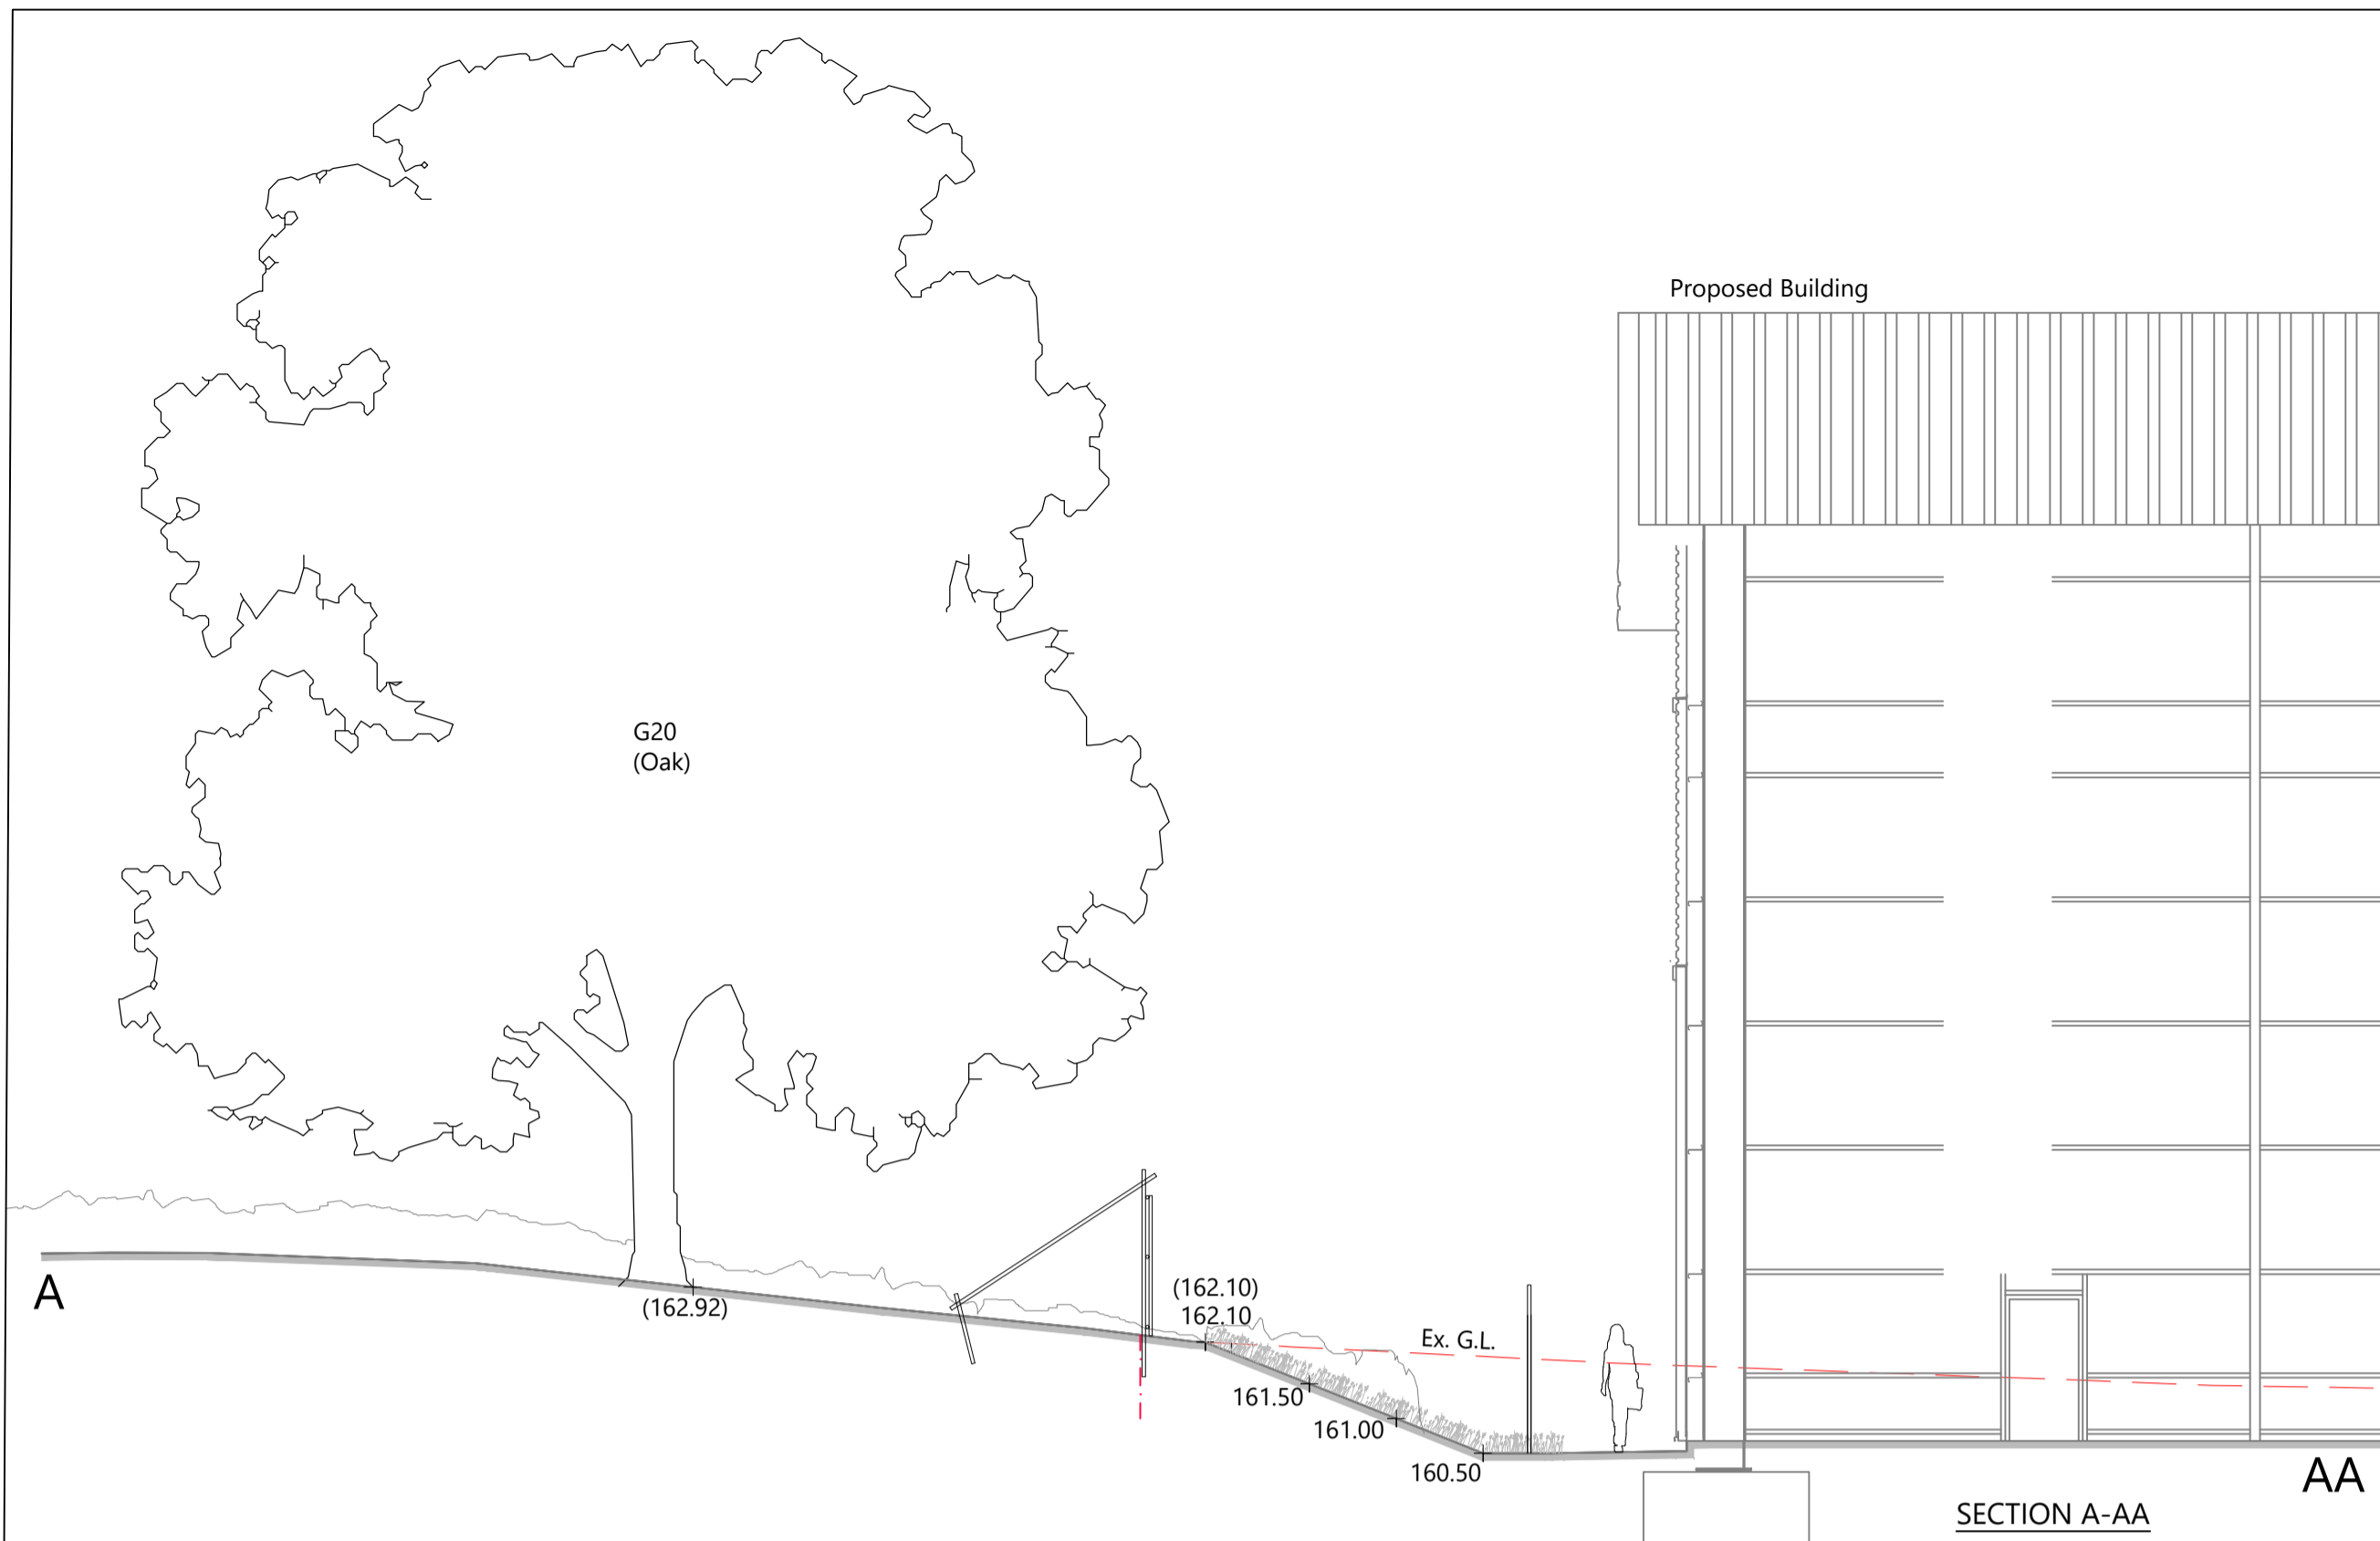 Proposed Building
G20
(Oak)
A
(162.92)
(162.10)
162.10
Ex. G.L.
161.50
161.00
160.50
AA
SECTION A-AA